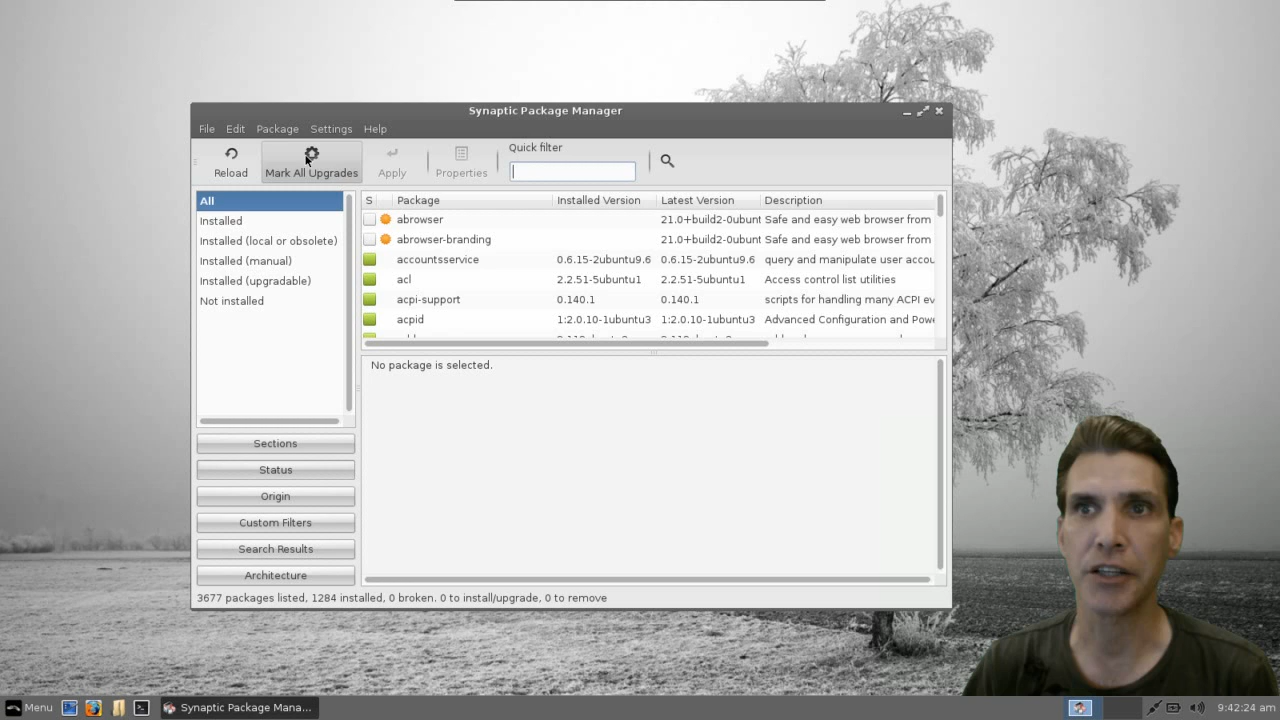 Synaptic Package Manager
File Edit Package Settings Help
Reload
Mark All Upgrades
Apply
Properties
Quick filter
All
Installed
Installed (local or obsolete)
Installed (manual)
Installed (upgradable)
Not installed
S Package Installed Version Latest Version Description
abrowser 21.0+build2-0ubunt Safe and easy web browser from
abrowser-branding 21.0+build2-0ubunt Safe and easy web browser from
accountsservice 0.6.15-2ubuntu9.6 0.6.15-2ubuntu9.6 query and manipulate user accou
acl 2.2.51-5ubuntu1 2.2.51-5ubuntu1 Access control list utilities
acpi-support 0.140.1 0.140.1 scripts for handling many ACPI ev
acpid 1:2.0.10-1ubuntu3 1:2.0.10-1ubuntu3 Advanced Configuration and Powe
No package is selected.
Sections
Status
Origin
Custom Filters
Search Results
Architecture
3677 packages listed, 1284 installed, 0 broken. 0 to install/upgrade, 0 to remove
Menu
Synaptic Package Mana...
9:42:24 am